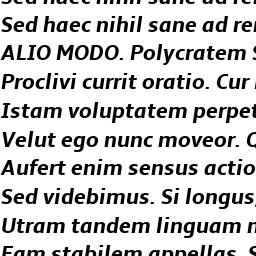 Sed haec nihil sane ad re
Sed haec nihil sane ad re
ALIO MODO. Polycratem
Proclivi currit oratio. Cur
Istam voluptatem perpet
Velut ego nunc moveor.
Aufert enim sensus actio
Sed videbimus. Si longus,
Utram tandem linguam
Eam stabilem appellas.